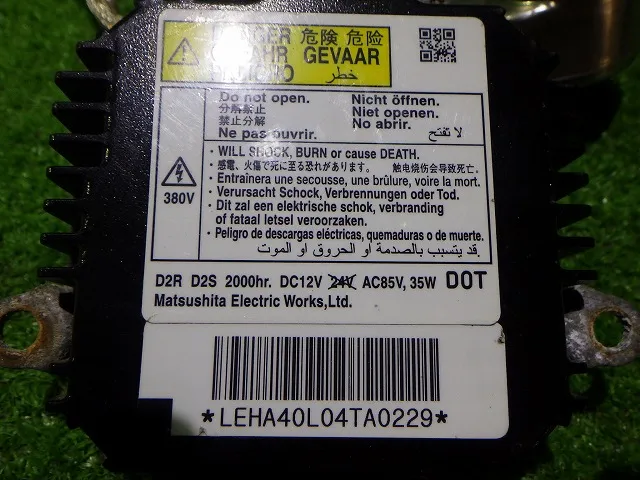 DANGER 危険 危险
GEFAHR GEVAAR
PELIGRO خطر
Do not open. Nicht öffnen.
分解禁止 Niet openen.
禁止分解 No abrir.
Ne pas ouvrir. لا تفتح
· WILL SHOCK, BURN or cause DEATH.
· 感電、火傷で死に至る恐れがあります。 触电烧伤会导致死亡.
· Entraînera une secousse, une brûlure, voire la mort.
380V
· Verursacht Schock, Verbrennungen oder Tod.
· Dit zal een elektrische schok, verbranding
of fataal letsel veroorzaken.
· Peligro de descargas eléctricas, quemaduras o de muerte.
قد يتسبب بالصدمة أو الحروق او الموت.
D2R D2S 2000hr. DC12V 24V AC85V, 35W DOT
Matsushita Electric Works,Ltd.
*LEHA40L04TA0229*